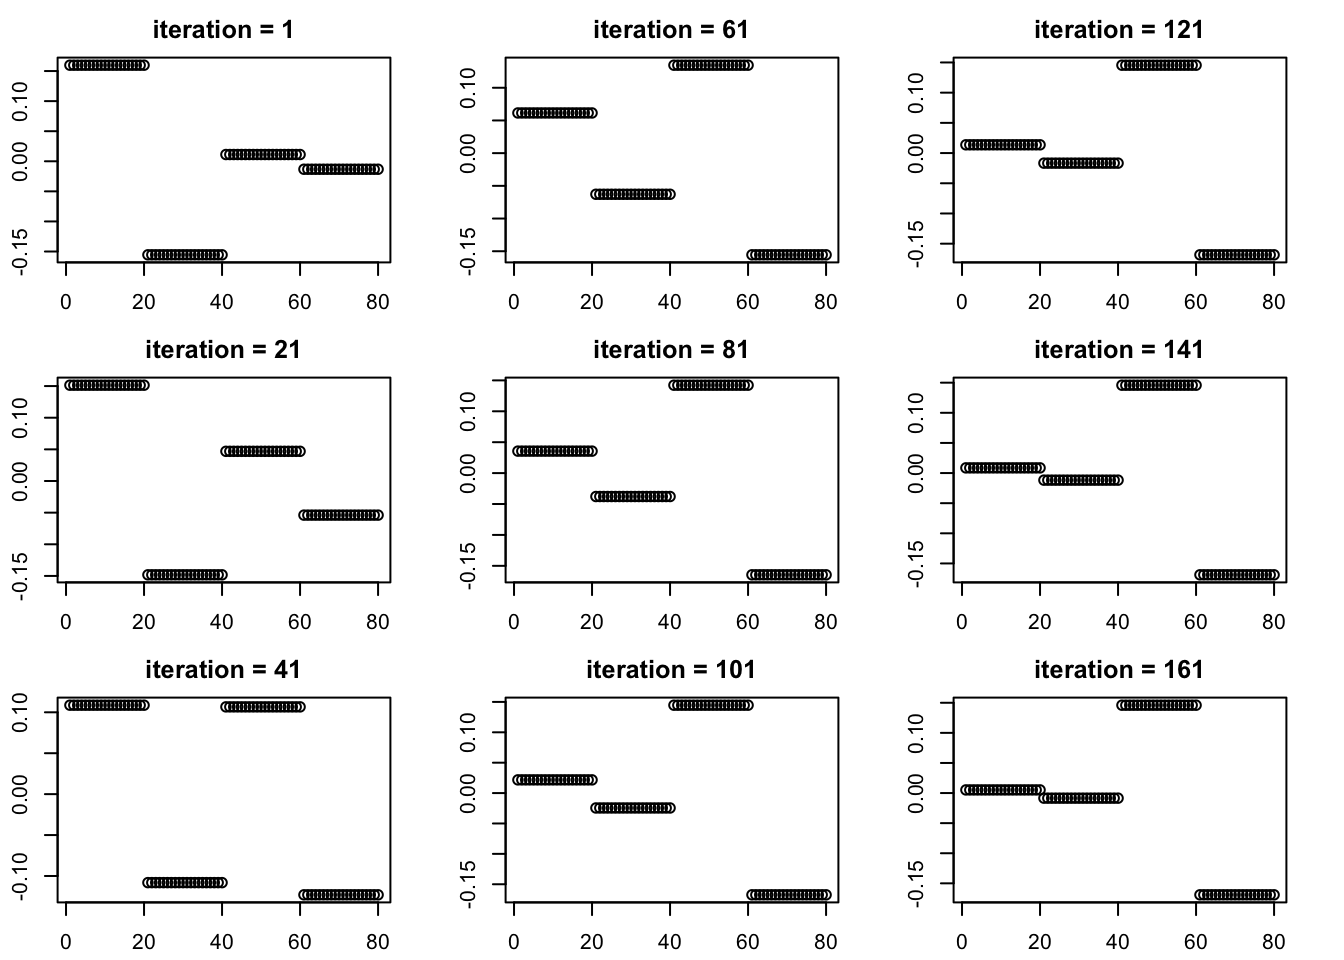 iteration = 1
0.10
0.00
-0.15
0 20 40 60 80
iteration = 61
0.10
0.00
-0.15
0 20 40 60 80
iteration = 121
0.10
0.00
-0.15
0 20 40 60 80
iteration = 21
0.10
0.00
-0.15
0 20 40 60 80
iteration = 81
0.10
0.00
-0.15
0 20 40 60 80
iteration = 141
0.10
0.00
-0.15
0 20 40 60 80
iteration = 41
0.10
0.00
-0.10
0 20 40 60 80
iteration = 101
0.10
0.00
-0.15
0 20 40 60 80
iteration = 161
0.10
0.00
-0.15
0 20 40 60 80